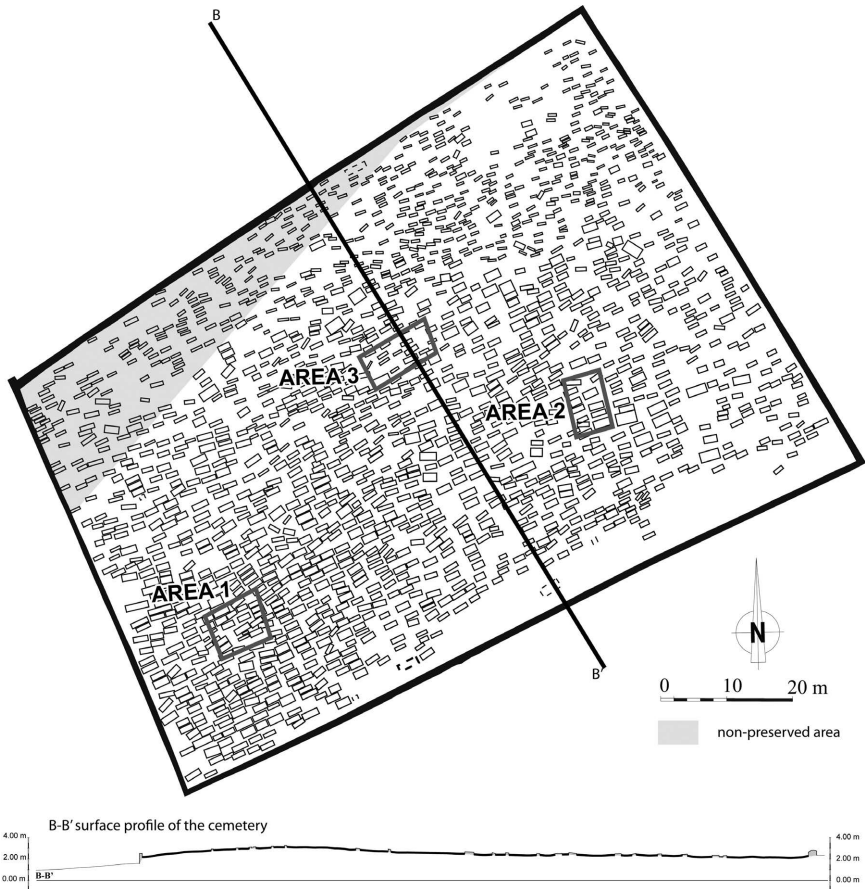 B
AREA 3
AREA 2
AREA 1
N
B'
0 10 20 m
non-preserved area
B-B' surface profile of the cemetery
4.00 m 4.00 m
2.00 m 2.00 m
B-B'
0.00 m 0.00 m